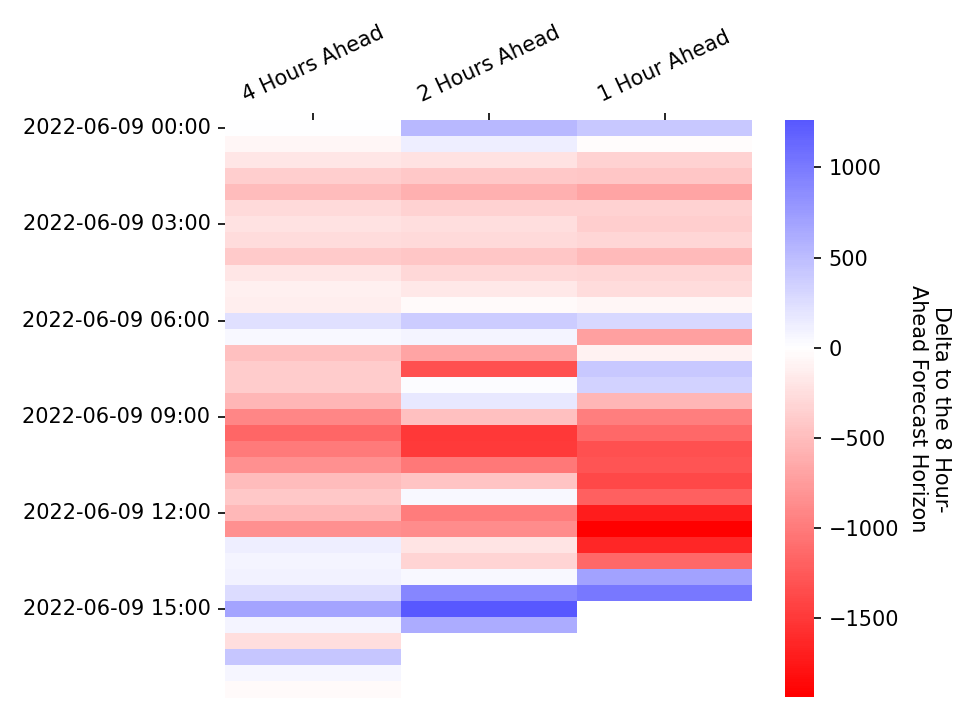 4 Hours Ahead
2 Hours Ahead
1 Hour Ahead
2022-06-09 00:00
2022-06-09 03:00
2022-06-09 06:00
2022-06-09 09:00
2022-06-09 12:00
2022-06-09 15:00
1000
500
0
−500
−1000
−1500
Delta to the 8 Hour-
Ahead Forecast Horizon